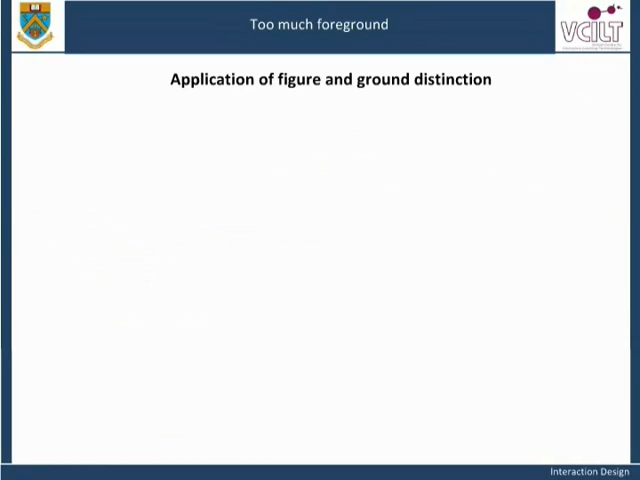 Too much foreground
VCILT
Application of figure and ground distinction
Interaction Design